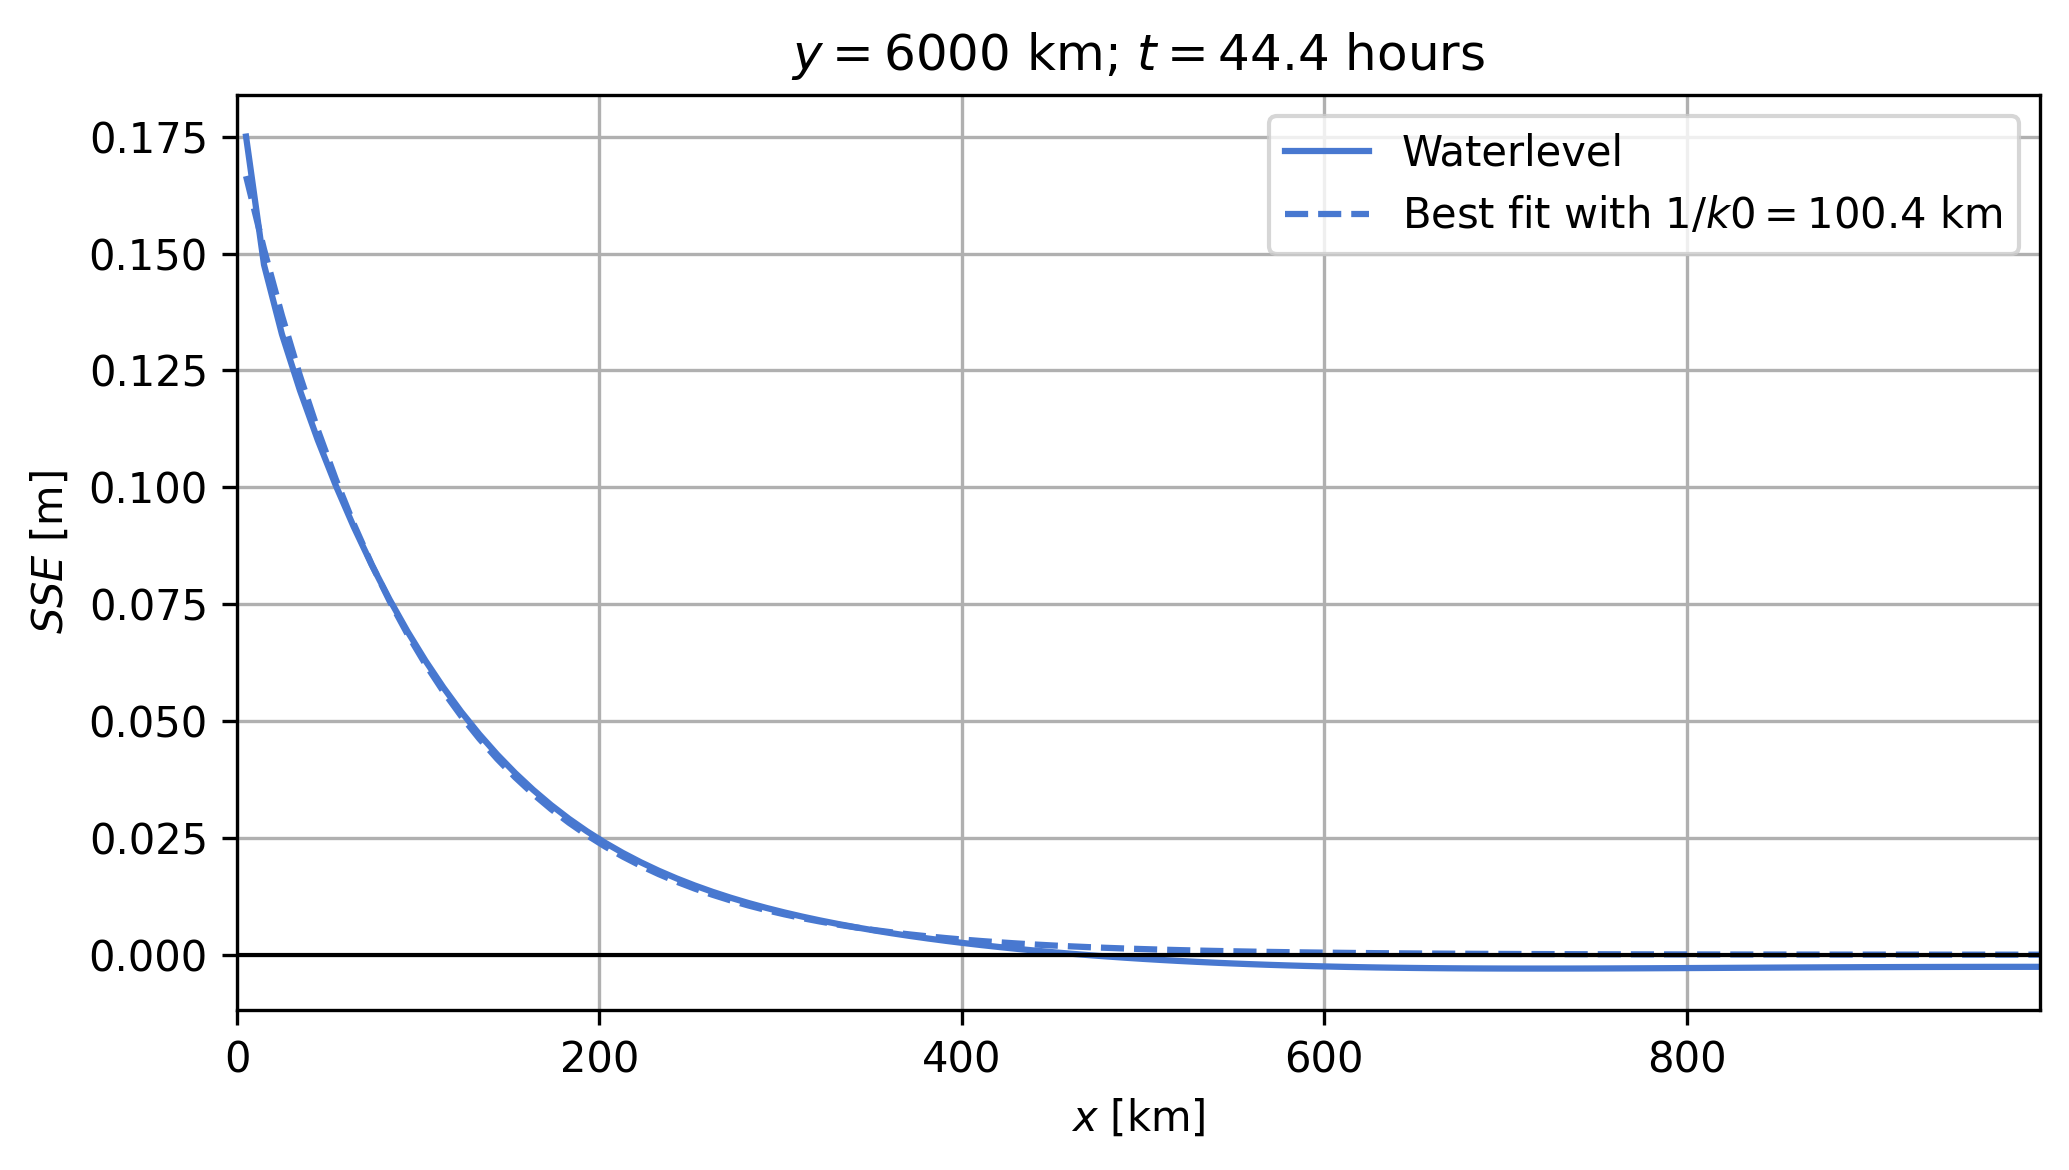 y = 6000 km; t = 44.4 hours
Waterlevel
Best fit with 1/k0 = 100.4 km
SSE [m]
0.175
0.150
0.125
0.100
0.075
0.050
0.025
0.000
0 200 400 600 800
x [km]